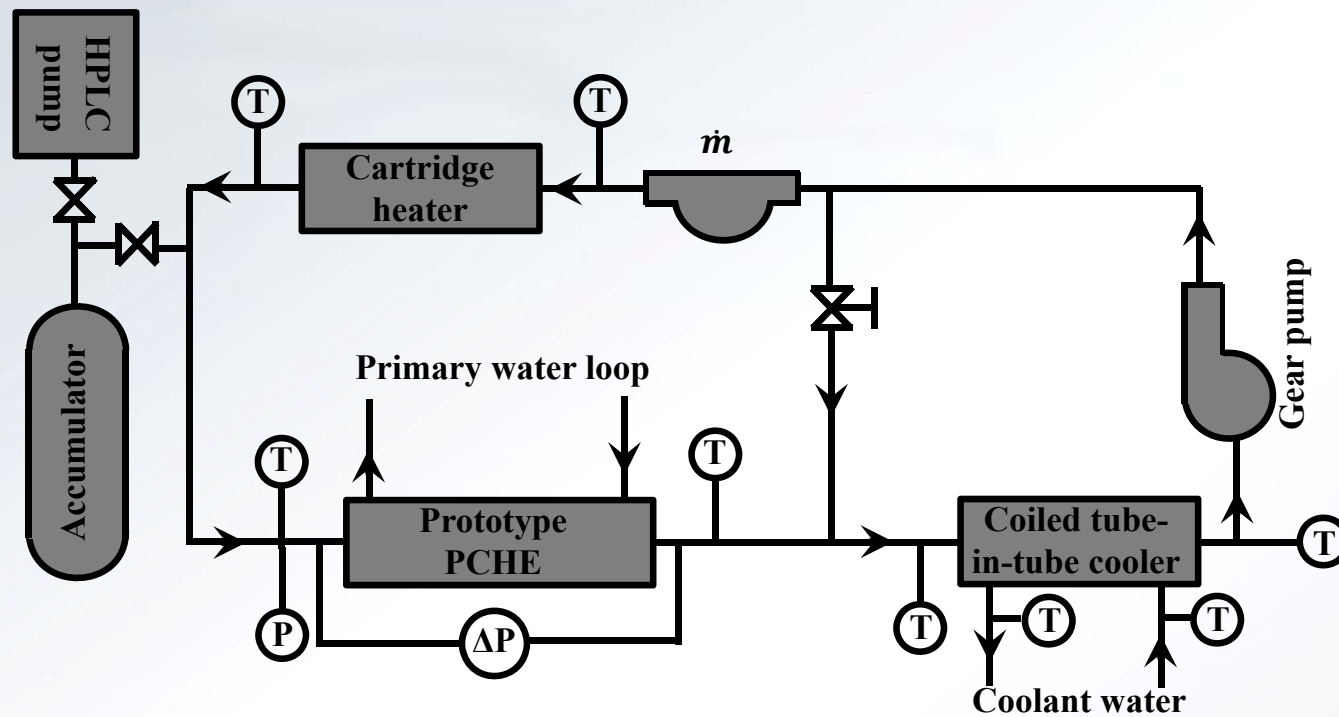 HPLC
pump
T
T
ṁ
Cartridge
heater
Gear pump
Accumulator
Primary water loop
T
T
Prototype
PCHE
Coiled tube-
in-tube cooler
T
P
ΔP
T
T
T
Coolant water